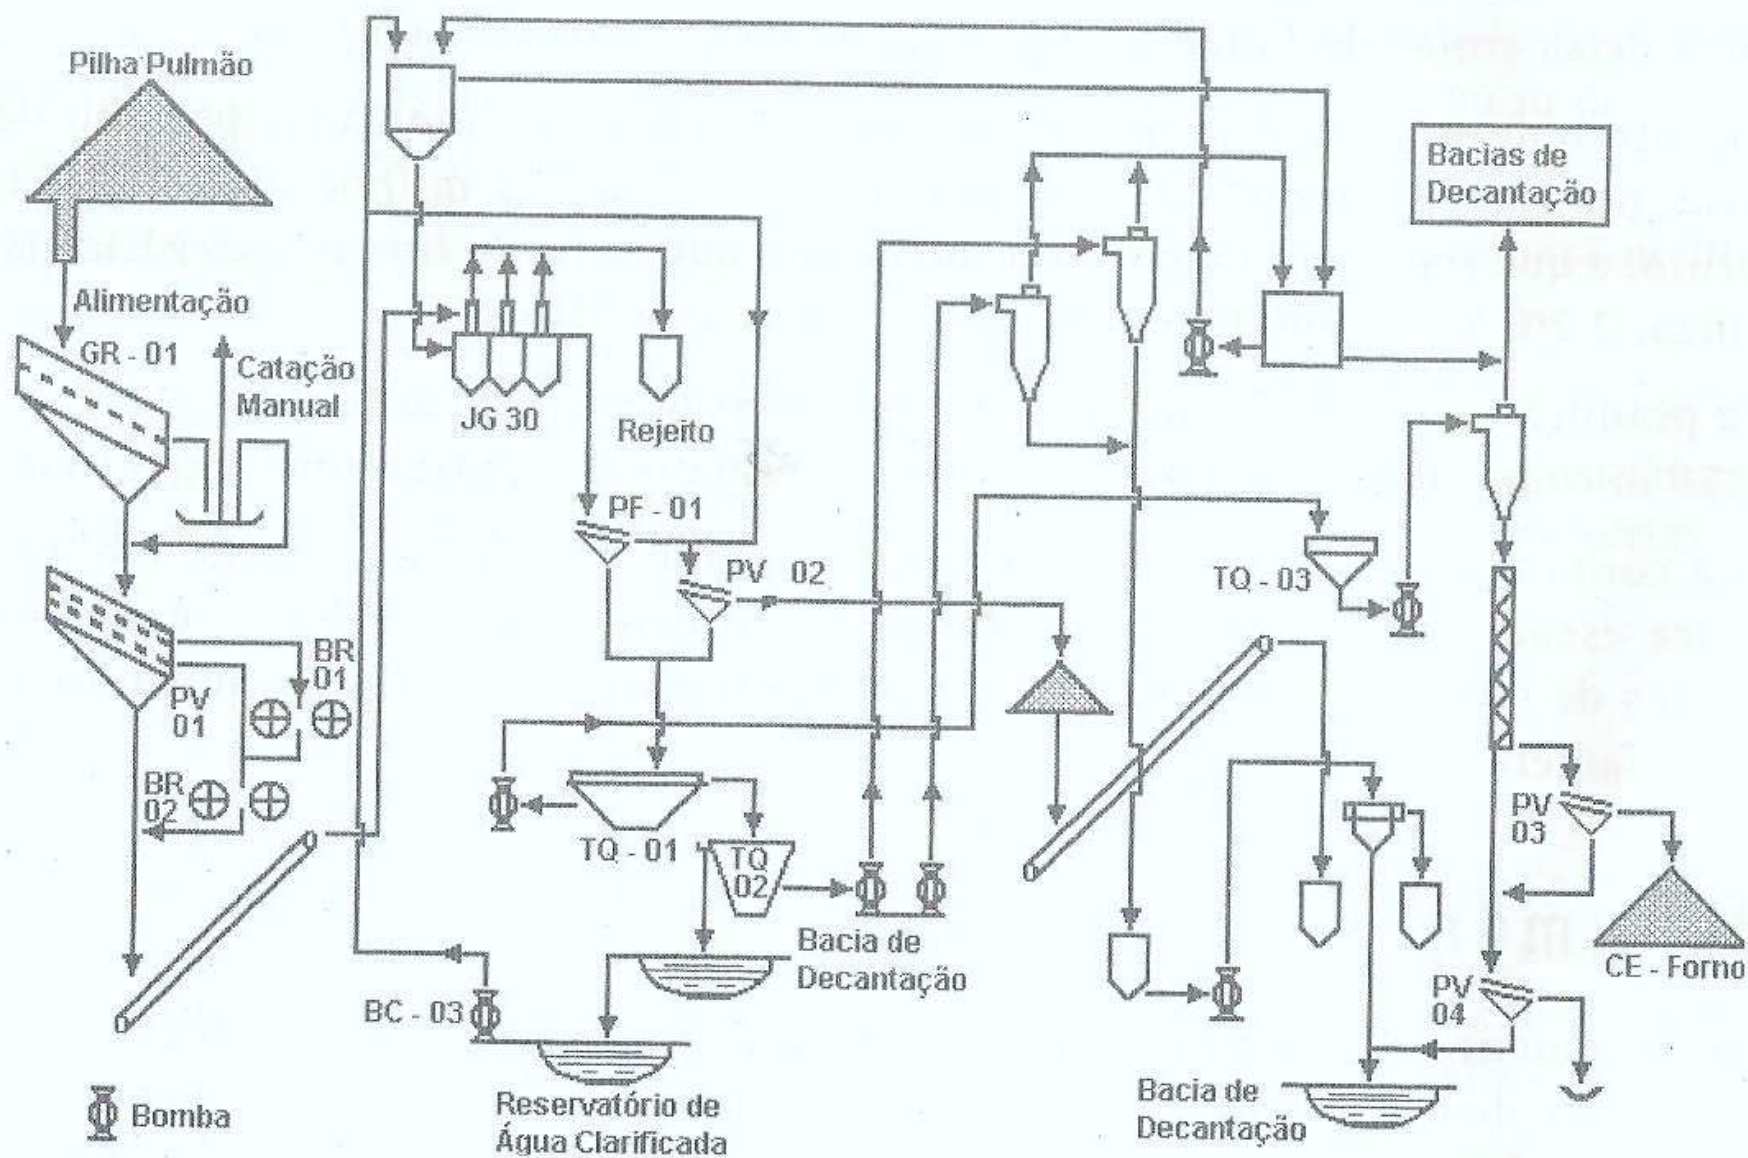 Pilha Pulmão
Alimentação
GR - 01
Catação
Manual
JG 30
Rejeito
Bacias de
Decantação
PF - 01
PV 02
TQ - 03
PV
01
BR
01
BR
02
TQ - 01
TQ
02
PV
03
CE - Forno
Bacia de
Decantação
BC - 03
PV
04
Bomba
Reservatório de
Água Clarificada
Bacia de
Decantação